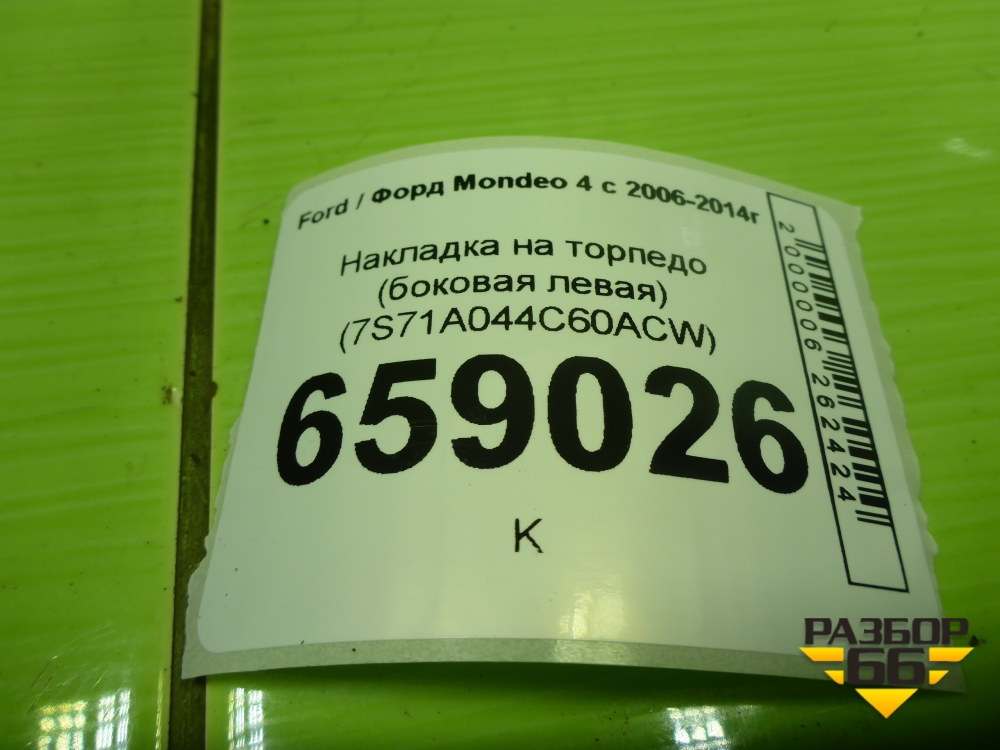 Ford / Форд Mondeo 4 с 2006-2014г
Накладка на торпедо
(боковая левая)
(7S71A044C60ACW)
659026
К
2000006262424
РАЗБОР
66